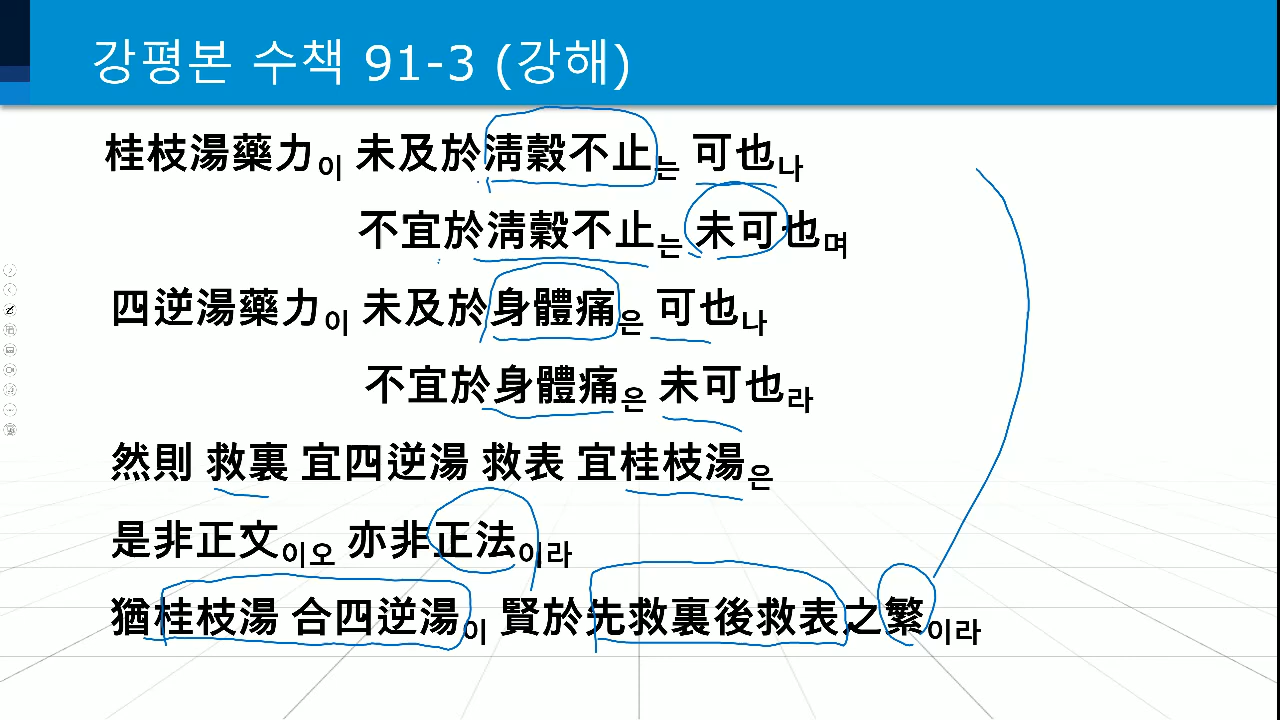 강평본 수책 91-3 (강해)
桂枝湯藥力이 未及於淸穀不止는 可也나
不宜於淸穀不止는 未可也며
四逆湯藥力이 未及於身體痛은 可也나
不宜於身體痛은 未可也라
然則 救裏 宜四逆湯 救表 宜桂枝湯은
是非正文이오 亦非正法이라
猶桂枝湯 合四逆湯이 賢於先救裏後救表之繁이라